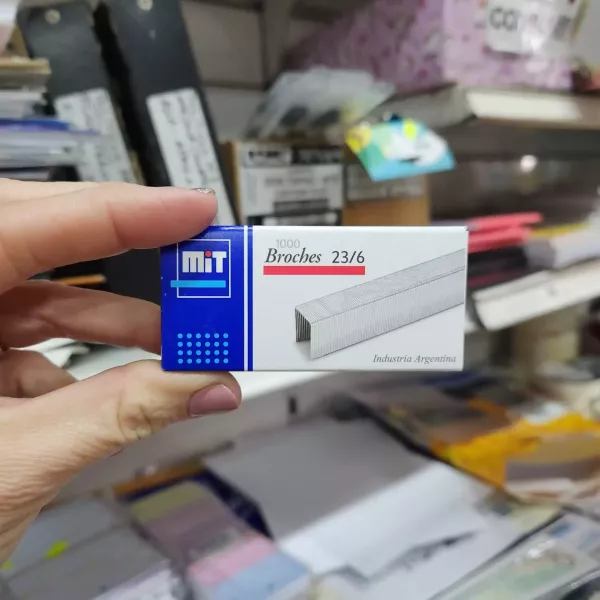 MiT
1000
Broches 23/6
Industria Argentina